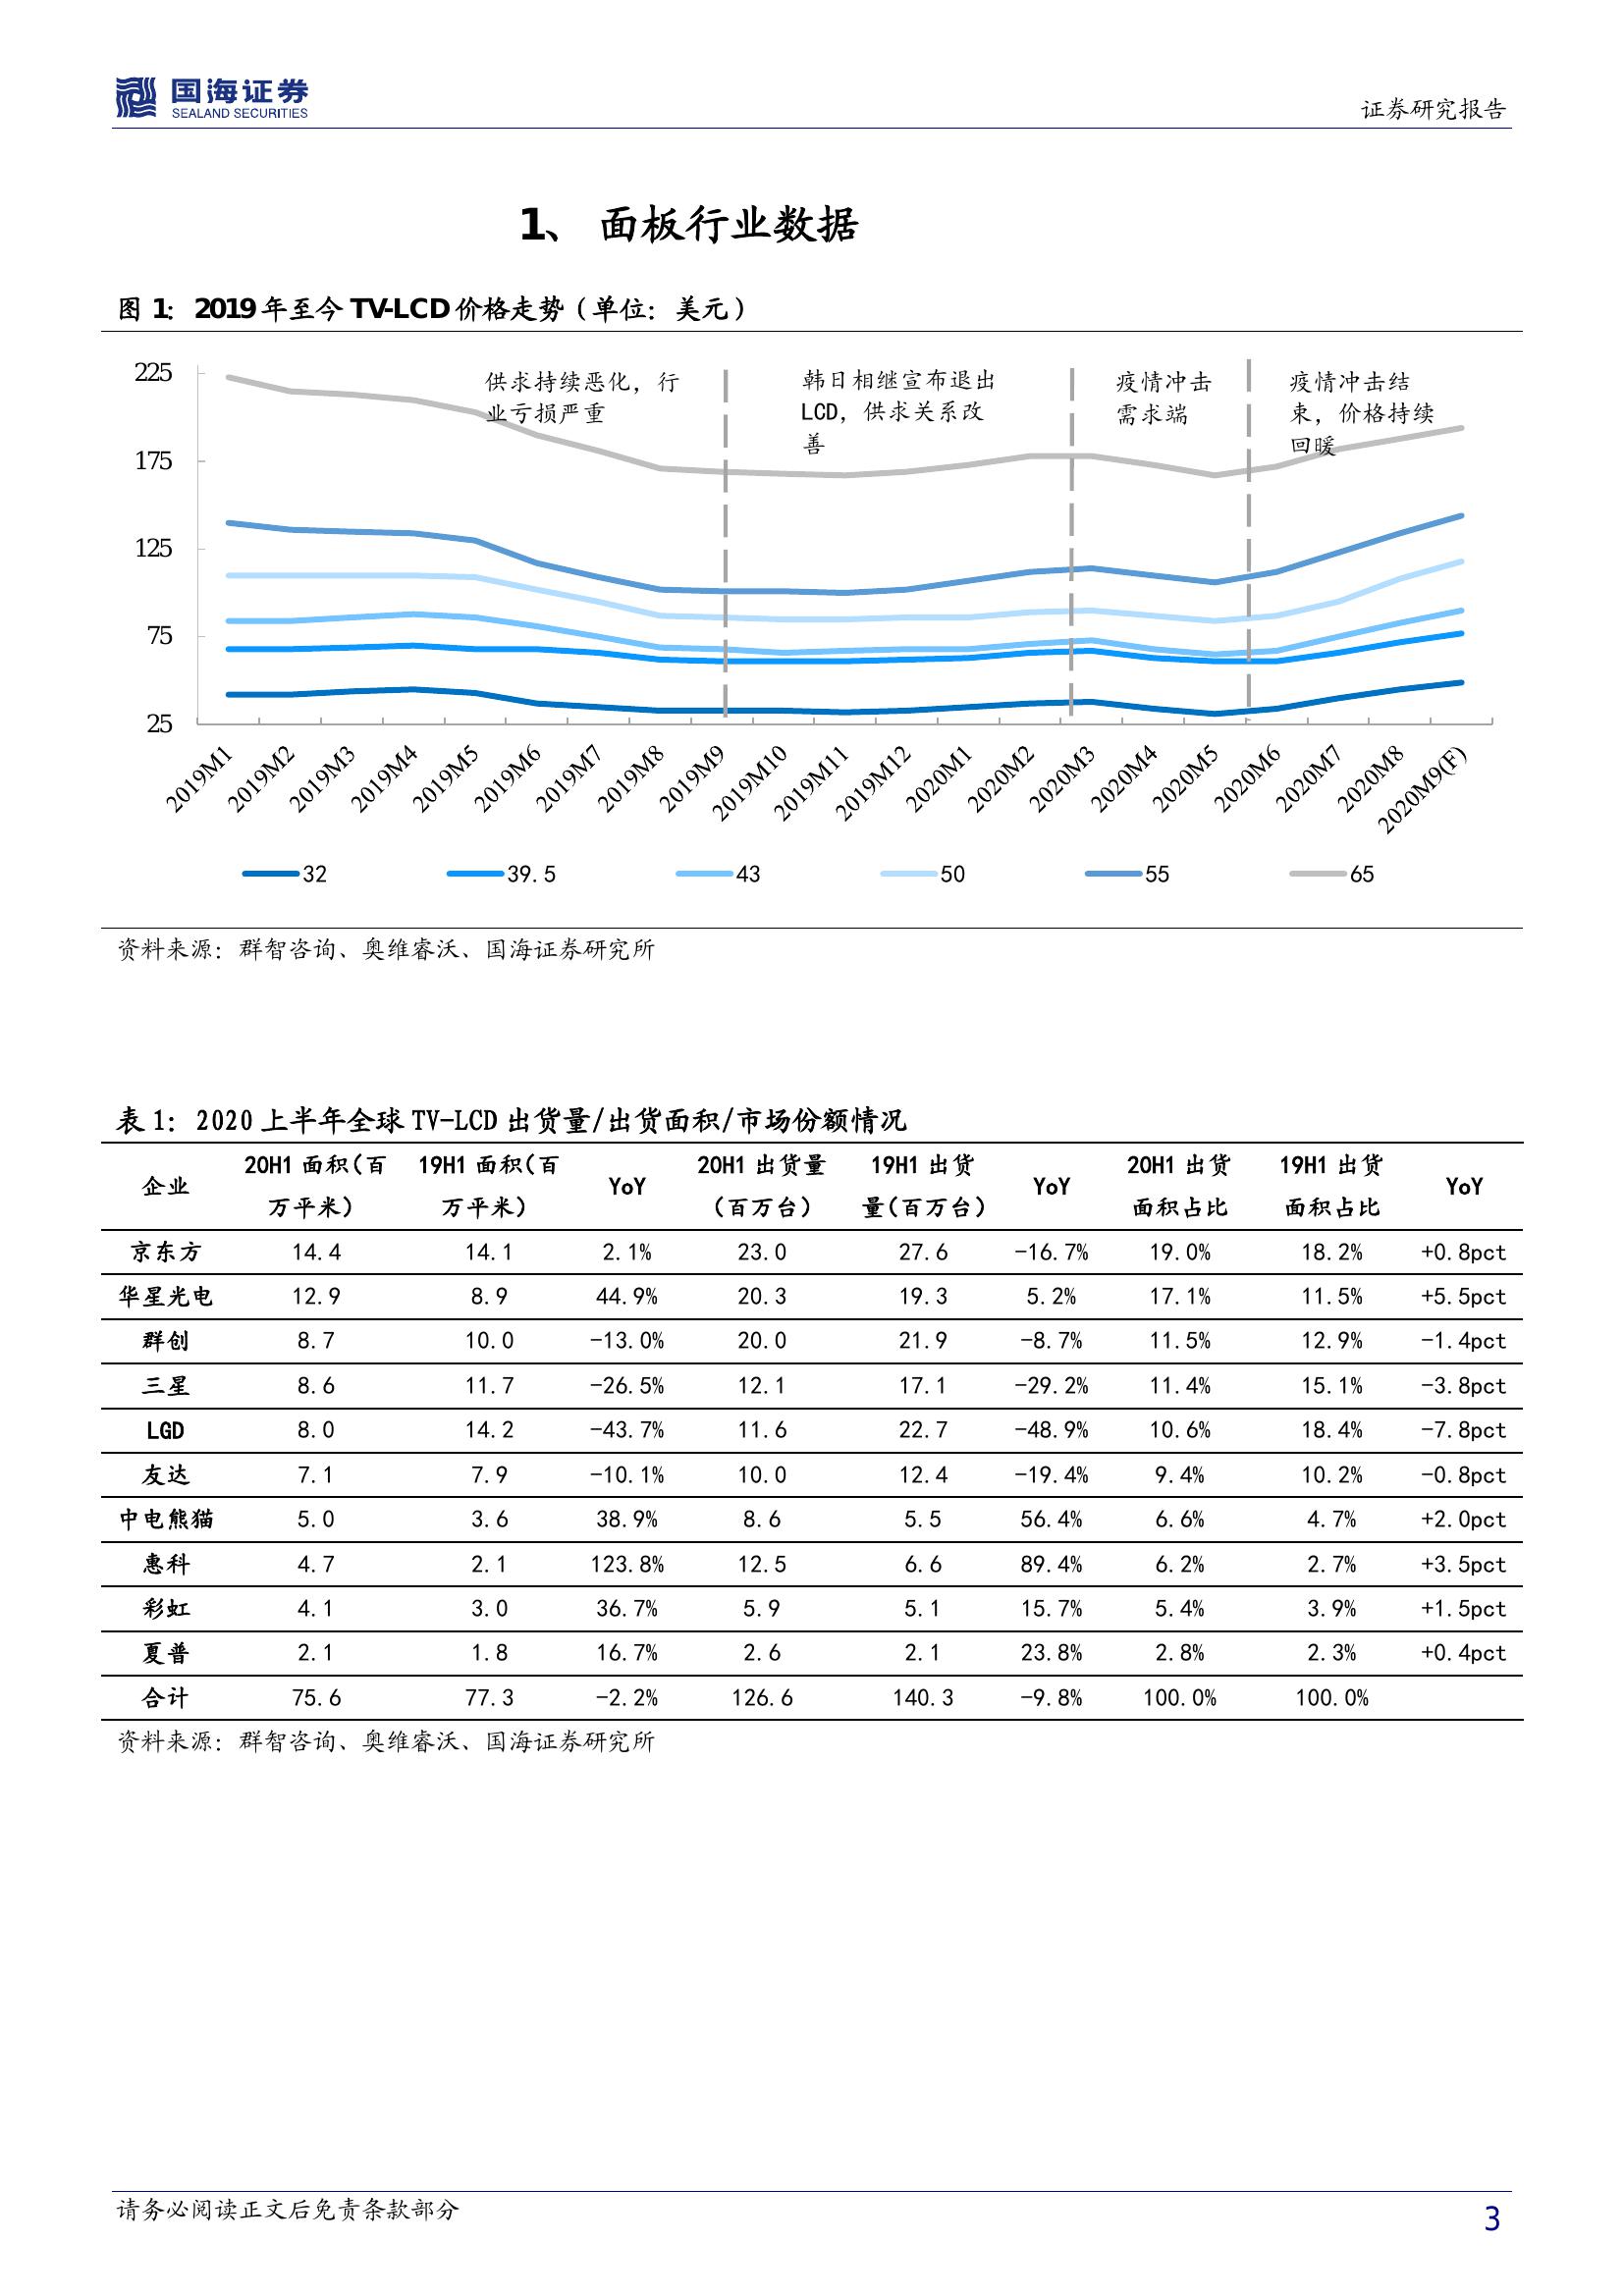 国海证券
SEALAND SECURITIES
证券研究报告
1、 面板行业数据
图 1: 2019 年至今 TV-LCD 价格走势（单位：美元）
225
175
125
75
25
供求持续恶化，行
业亏损严重
韩日相继宣布退出
LCD，供求关系改
善
疫情冲击
需求端
疫情冲击结
束，价格持续
回暖
2019M1 2019M2 2019M3 2019M4 2019M5 2019M6 2019M7 2019M8 2019M9 2019M10 2019M11 2019M12 2020M1 2020M2 2020M3 2020M4 2020M5 2020M6 2020M7 2020M8 2020M9(F)
32 39.5 43 50 55 65
资料来源：群智咨询、奥维睿沃、国海证券研究所
表 1：2020 上半年全球 TV-LCD 出货量/出货面积/市场份额情况
企业 20H1 面积(百万平米) 19H1 面积(百万平米) YoY 20H1 出货量(百万台) 19H1 出货量(百万台) YoY 20H1 出货面积占比 19H1 出货面积占比 YoY
京东方 14.4 14.1 2.1% 23.0 27.6 -16.7% 19.0% 18.2% +0.8pct
华星光电 12.9 8.9 44.9% 20.3 19.3 5.2% 17.1% 11.5% +5.5pct
群创 8.7 10.0 -13.0% 20.0 21.9 -8.7% 11.5% 12.9% -1.4pct
三星 8.6 11.7 -26.5% 12.1 17.1 -29.2% 11.4% 15.1% -3.8pct
LGD 8.0 14.2 -43.7% 11.6 22.7 -48.9% 10.6% 18.4% -7.8pct
友达 7.1 7.9 -10.1% 10.0 12.4 -19.4% 9.4% 10.2% -0.8pct
中电熊猫 5.0 3.6 38.9% 8.6 5.5 56.4% 6.6% 4.7% +2.0pct
惠科 4.7 2.1 123.8% 12.5 6.6 89.4% 6.2% 2.7% +3.5pct
彩虹 4.1 3.0 36.7% 5.9 5.1 15.7% 5.4% 3.9% +1.5pct
夏普 2.1 1.8 16.7% 2.6 2.1 23.8% 2.8% 2.3% +0.4pct
合计 75.6 77.3 -2.2% 126.6 140.3 -9.8% 100.0% 100.0%
资料来源：群智咨询、奥维睿沃、国海证券研究所
请务必阅读正文后免责条款部分
3